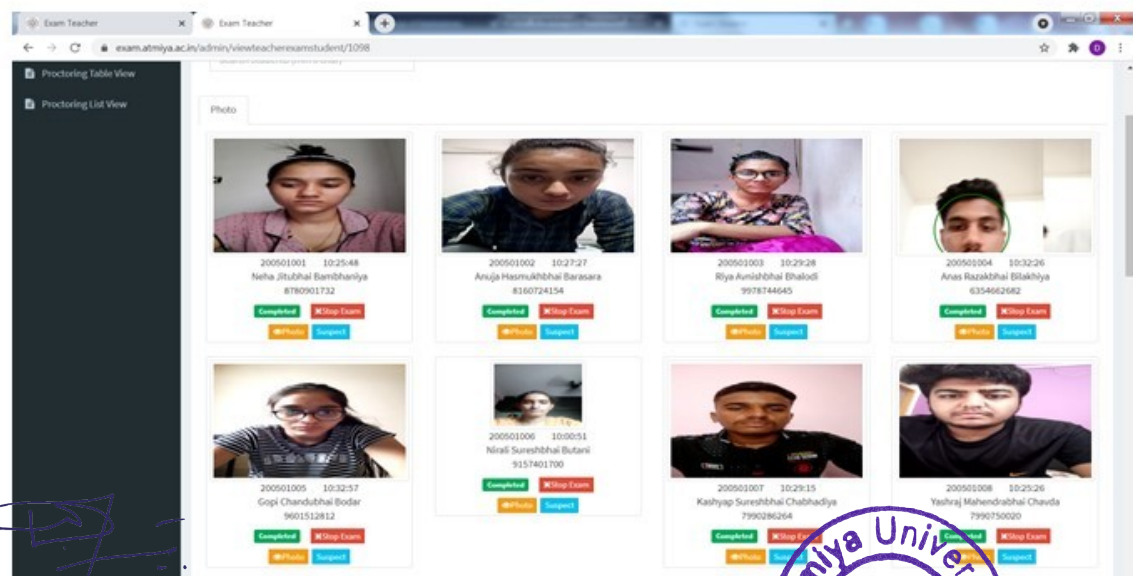 Exam Teacher
Exam Teacher
exam.atmiya.ac.in/admin/viewteacherexamstudent/1098
D
Proctoring Table View
Proctoring List View
Photo
200501001 10:25:48
Neha Jitubhai Bambhaniya
8780901732
Completed Stop Exam
Photo Suspect
200501002 10:27:27
Anuja Hasmukhbhai Barasara
8160724154
Completed Stop Exam
Photo Suspect
200501003 10:29:28
Riya Avnishbhai Bhalodi
9978744645
Completed Stop Exam
Photo Suspect
200501004 10:32:26
Anas Razakbhai Bilakhiya
6354662682
Completed Stop Exam
Photo Suspect
200501005 10:32:57
Gopi Chandubhai Bodar
9601512812
Completed Stop Exam
Photo Suspect
200501006 10:00:51
Nirali Sureshbhai Butani
9157401700
Completed Stop Exam
Photo Suspect
200501007 10:29:15
Kashyap Sureshbhai Chabhadiya
7990286264
Completed Stop Exam
Photo
200501008 10:25:26
Yashraj Mahendrabhai Chavda
7990750020
Stop Exam
Suspect